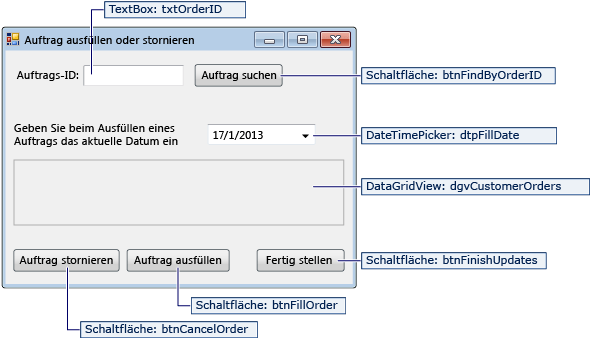 TextBox: txtOrderID
Auftrag ausfüllen oder stornieren
Auftrags-ID:
Auftrag suchen
Schaltfläche: btnFindByOrderID
Geben Sie beim Ausfüllen eines
Auftrags das aktuelle Datum ein
17/1/2013
DateTimePicker: dtpFillDate
DataGridView: dgvCustomerOrders
Auftrag stornieren
Auftrag ausfüllen
Fertig stellen
Schaltfläche: btnFinishUpdates
Schaltfläche: btnFillOrder
Schaltfläche: btnCancelOrder